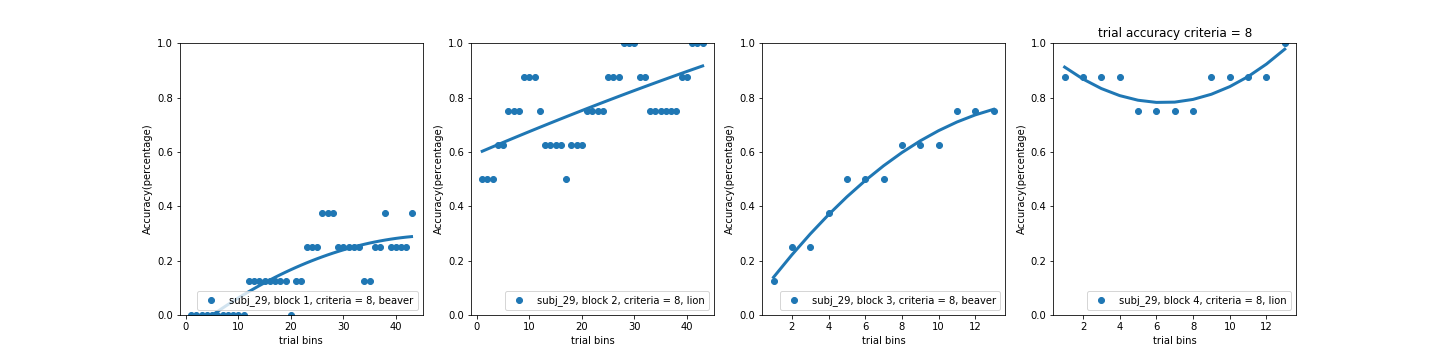 trial accuracy criteria = 8
1.0
0.8
0.6
0.4
0.2
0.0
Accuracy(percentage)
subj_29, block 1, criteria = 8, beaver
0 10 20 30 40
trial bins
1.0
0.8
0.6
0.4
0.2
0.0
Accuracy(percentage)
subj_29, block 2, criteria = 8, lion
0 10 20 30 40
trial bins
1.0
0.8
0.6
0.4
0.2
0.0
Accuracy(percentage)
subj_29, block 3, criteria = 8, beaver
2 4 6 8 10 12
trial bins
1.0
0.8
0.6
0.4
0.2
0.0
Accuracy(percentage)
subj_29, block 4, criteria = 8, lion
2 4 6 8 10 12
trial bins